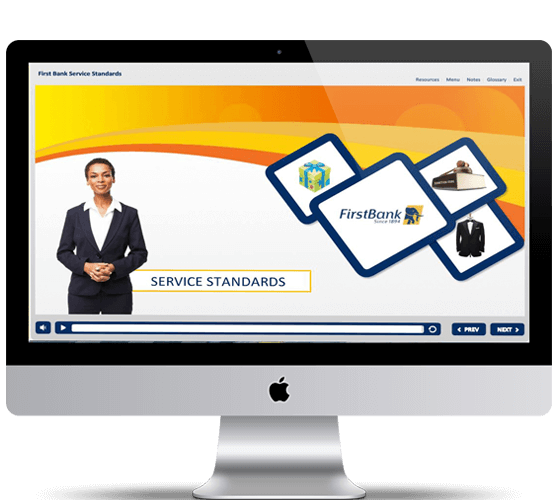 First Bank Service Standards
Resources Menu Notes Glossary Exit
FirstBank
Since 1894
SERVICE STANDARDS
PREV
NEXT